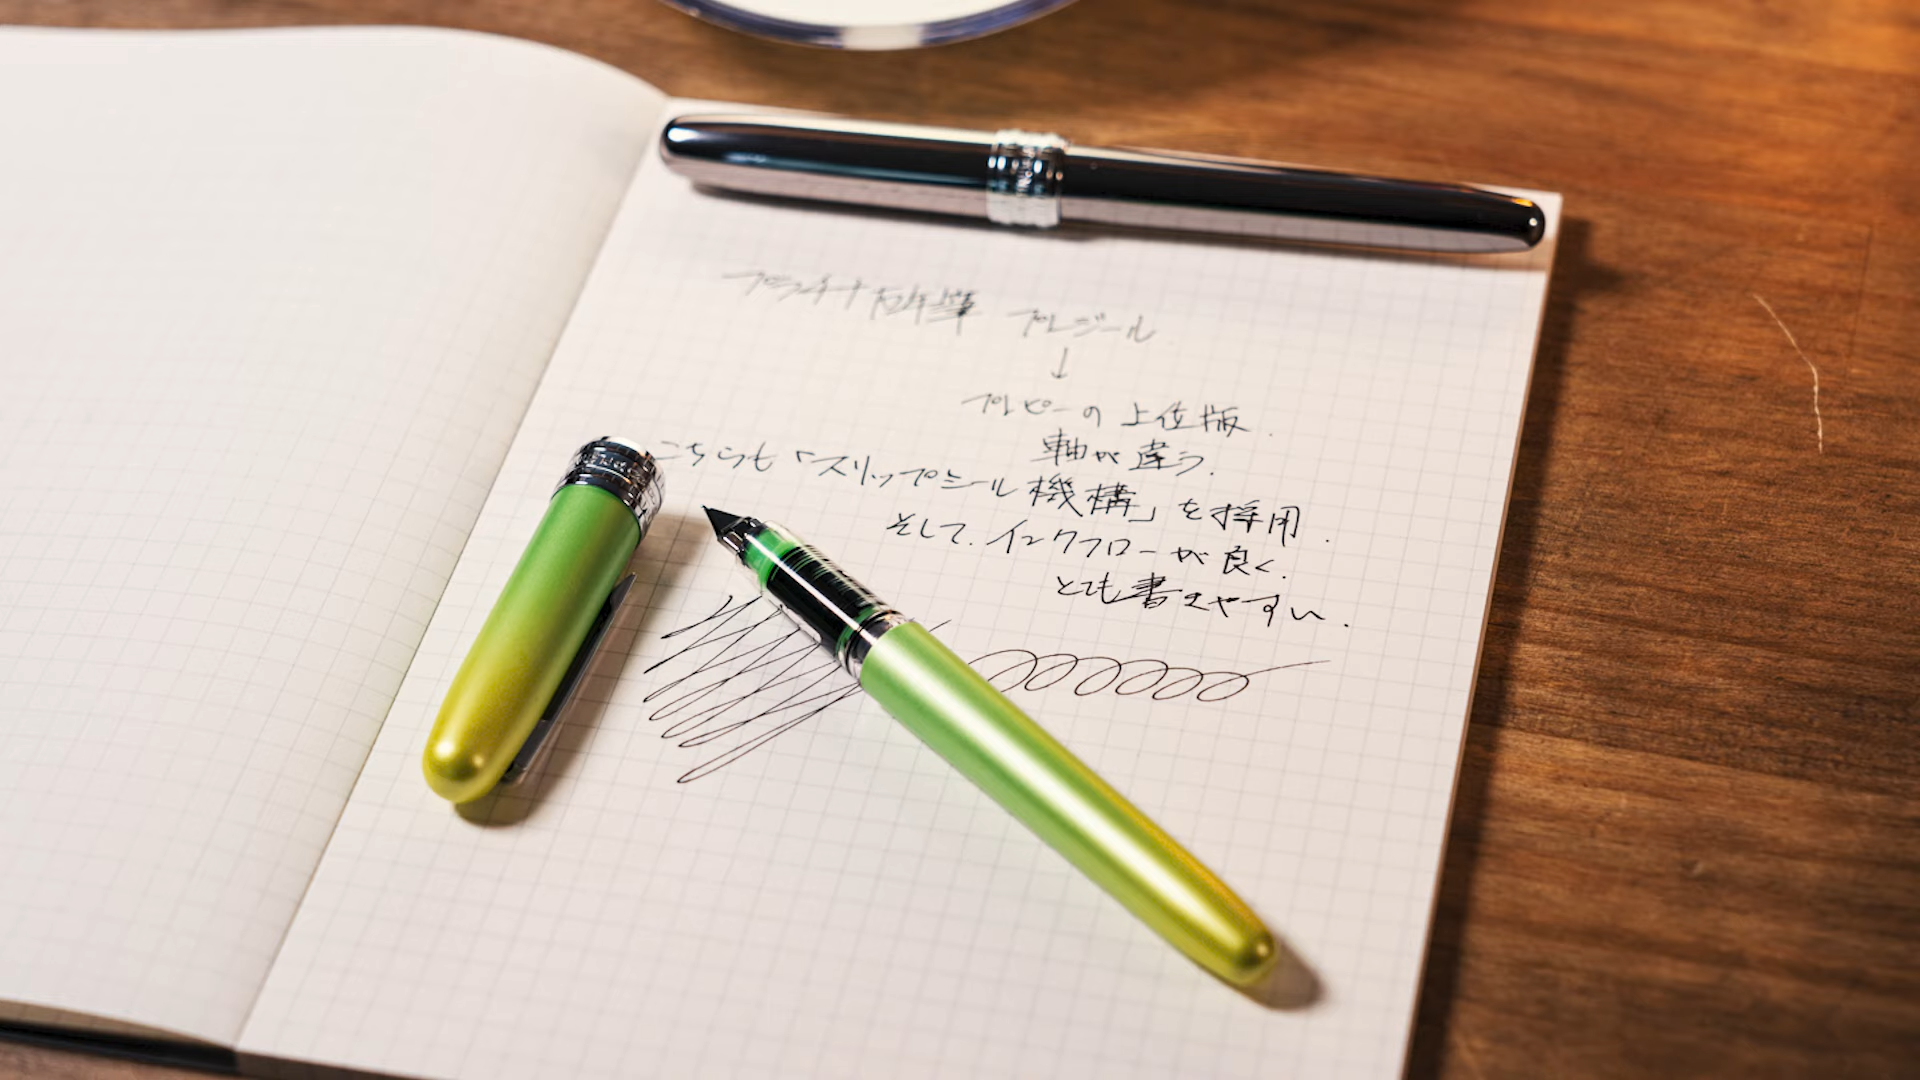 プラチナ万年筆 プレジール
↓
プレピーの上位版.
軸が違う.
こちらも「スリップシール機構」を採用.
そして、インクフローが良く、
とても書きやすい.